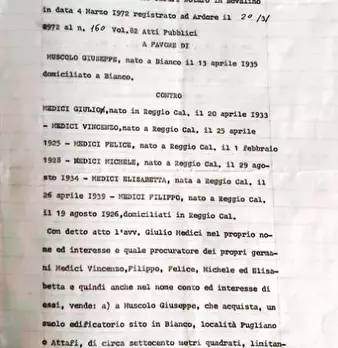 in data 4 Marzo I972 registrato ad Ardore il 20/3/
1972 al n. 160 Vol.82 Atti Pubblici
A FAVORE DI
MUSCOLO GIUSEPPE, nato a Bianco il 13 aprile I935
domiciliato a Bianco.
CONTRO
MEDICI GIULIO,nato in Reggio Cal. il 20 aprile I933
- MEDICI VINCENZO,nato a Reggio Cal. il 25 aprile
1925 - MEDICI FELICE, nato a Reggio Cal. il 1 febbraio
1928 - MEDICI MICHELE, nato a Reggio Cal. il 29 ago-
sto I934 - MEDICI ELISABETTA, nata a Reggio Cal. il
26 aprile I939 - MEDICI FILIPPO, nato a Reggio Cal.
il 19 agosto I926,domiciliati in Reggio Cal.
Con detto atto l'avv. Giulio Medici nel proprio no-
me ed interesse e quale procuratore dei propri germa-
ni Medici Vincenzo,Filippo, Felice, Michele ed Elisa-
betta e quindi anche nel nome conto ed interesse di
essi, vende: a) a Muscolo Giuseppe, che acquista, un
suolo edificatorio sito in Bianco, località Pugliano
o Attafi, di circa settecento metri quadrati, limitan-